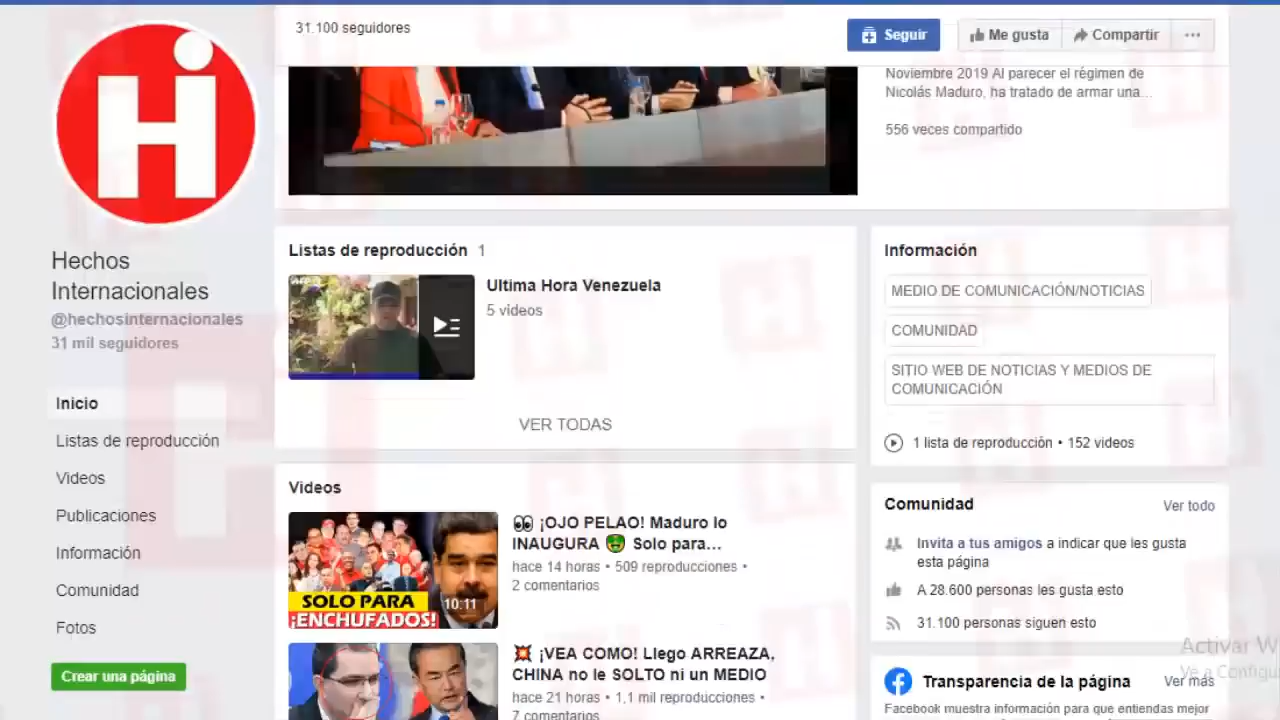 31.100 seguidores
Seguir
Me gusta
Compartir
Noviembre 2019 Al parecer el régimen de
Nicolás Maduro, ha tratado de armar una...
556 veces compartido
Hi
Hechos
Internacionales
@hechosinternacionales
31 mil seguidores
Inicio
Listas de reproducción
Videos
Publicaciones
Información
Comunidad
Fotos
Crear una página
Listas de reproducción 1
Ultima Hora Venezuela
5 videos
VER TODAS
Videos
👀 ¡OJO PELAO! Maduro lo
INAUGURA 🤑 Solo para...
hace 14 horas • 509 reproducciones •
2 comentarios
SOLO PARA
¡ENCHUFADOS!
10:11
💥 ¡VEA COMO! Llego ARREAZA,
CHINA no le SOLTO ni un MEDIO
hace 21 horas • 1,1 mil reproducciones •
7 comentarios
Información
MEDIO DE COMUNICACIÓN/NOTICIAS
COMUNIDAD
SITIO WEB DE NOTICIAS Y MEDIOS DE
COMUNICACIÓN
1 lista de reproducción • 152 videos
Comunidad
Ver todo
Invita a tus amigos a indicar que les gusta
esta página
A 28.600 personas les gusta esto
31.100 personas siguen esto
Activar W
Ve a Configu
Transparencia de la página
Ver más
Facebook muestra información para que entiendas mejor